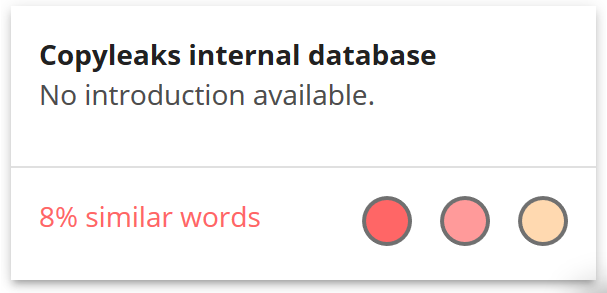 Copyleaks internal database
No introduction available.
8% similar words